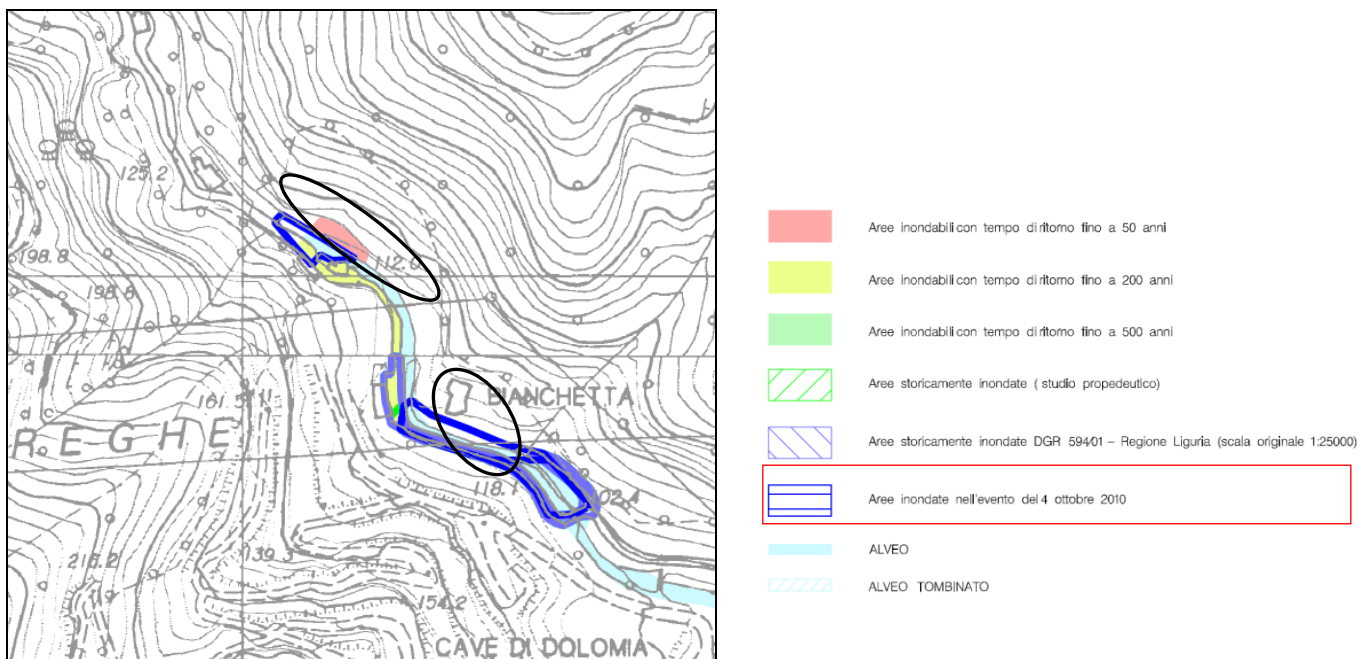 125.2
198.8
198.8
112.0
BIANCHETTA
161.5
REGHE
118.1
02.4
216.2
139.3
154.2
CAVE DI DOLOMIA
Aree inondabili con tempo di ritorno fino a 50 anni
Aree inondabili con tempo di ritorno fino a 200 anni
Aree inondabili con tempo di ritorno fino a 500 anni
Aree storicamente inondate ( studio propedeutico)
Aree storicamente inondate DGR 594/01 – Regione Liguria (scala originale 1:25000)
Aree inondate nell'evento del 4 ottobre 2010
ALVEO
ALVEO TOMBINATO